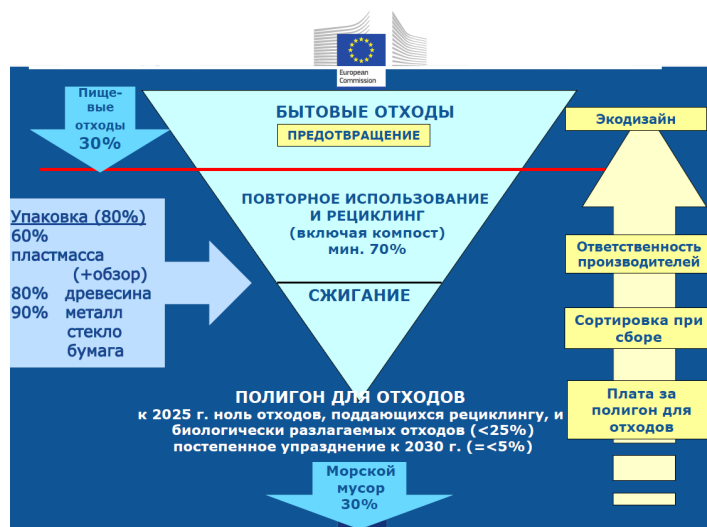 European
Commission
Пище-
вые
отходы
30%
БЫТОВЫЕ ОТХОДЫ
ПРЕДОТВРАЩЕНИЕ
Экодизайн
ПОВТОРНОЕ ИСПОЛЬЗОВАНИЕ
И РЕЦИКЛИНГ
(включая компост)
мин. 70%
Упаковка (80%)
60%
пластмасса
(+обзор)
80% древесина
90% металл
стекло
бумага
Ответственность
производителей
СЖИГАНИЕ
Сортировка при
сборе
Плата за
полигон для
отходов
ПОЛИГОН ДЛЯ ОТХОДОВ
к 2025 г. ноль отходов, поддающихся рециклингу, и
биологически разлагаемых отходов (<25%)
постепенное упразднение к 2030 г. (=<5%)
Морской
мусор
30%